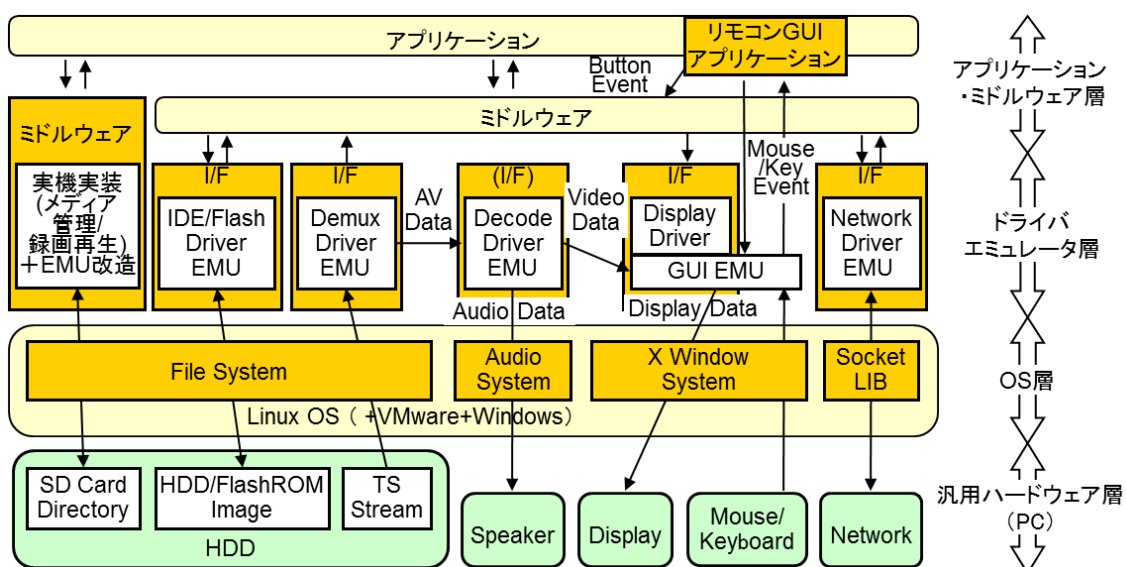 アプリケーション
リモコンGUI
アプリケーション
Button
Event
アプリケーション
・ミドルウェア層
ミドルウェア
ミドルウェア
Mouse
/Key
Event
実機実装
(メディア
管理/
録画再生)
+EMU改造
I/F
IDE/Flash
Driver
EMU
I/F
Demux
Driver
EMU
AV
Data
(I/F)
Decode
Driver
EMU
Video
Data
I/F
Display
Driver
GUI EMU
I/F
Network
Driver
EMU
ドライバ
エミュレータ層
Audio Data
Display Data
File System
Audio
System
X Window
System
Socket
LIB
OS層
Linux OS( +VMware+Windows)
SD Card
Directory
HDD/FlashROM
Image
TS
Stream
HDD
Speaker
Display
Mouse/
Keyboard
Network
汎用ハードウェア層
(PC)